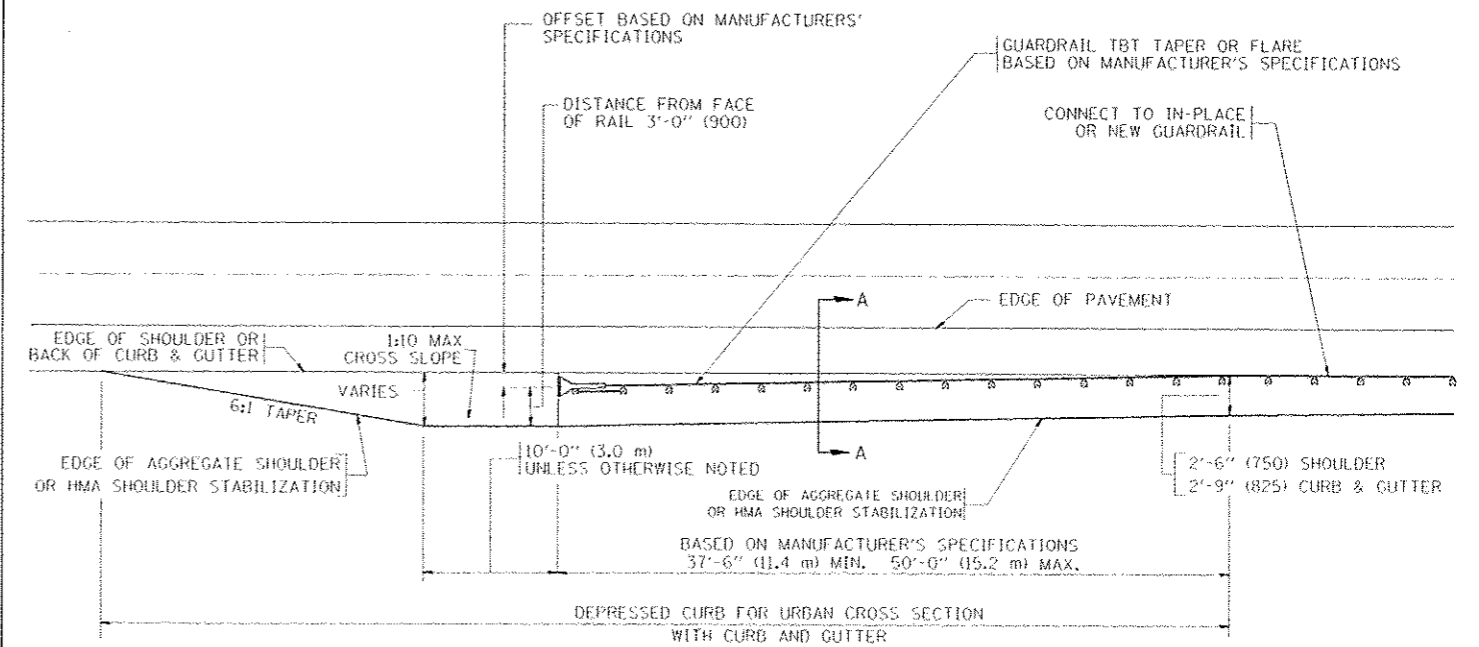 OFFSET BASED ON MANUFACTURERS'
SPECIFICATIONS
GUARDRAIL TBT TAPER OR FLARE
BASED ON MANUFACTURER'S SPECIFICATIONS
DISTANCE FROM FACE
OF RAIL 3'-0" (900)
CONNECT TO IN-PLACE
OR NEW GUARDRAIL
A
EDGE OF PAVEMENT
EDGE OF SHOULDER OR
BACK OF CURB & GUTTER
1:10 MAX
CROSS SLOPE
VARIES
6:1 TAPER
EDGE OF AGGREGATE SHOULDER
OR HMA SHOULDER STABILIZATION
10'-0" (3.0 m)
UNLESS OTHERWISE NOTED
A
2'-6" (750) SHOULDER
2'-9" (825) CURB & GUTTER
EDGE OF AGGREGATE SHOULDER
OR HMA SHOULDER STABILIZATION
BASED ON MANUFACTURER'S SPECIFICATIONS
37'-6" (11.4 m) MIN. 50'-0" (15.2 m) MAX.
DEPRESSED CURB FOR URBAN CROSS SECTION
WITH CURB AND GUTTER